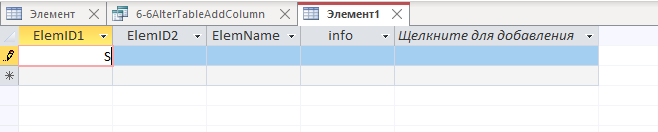 Элемент 6-6AlterTableAddColumn Элемент1
ElemID1 ElemID2 ElemName info Щелкните для добавления
S